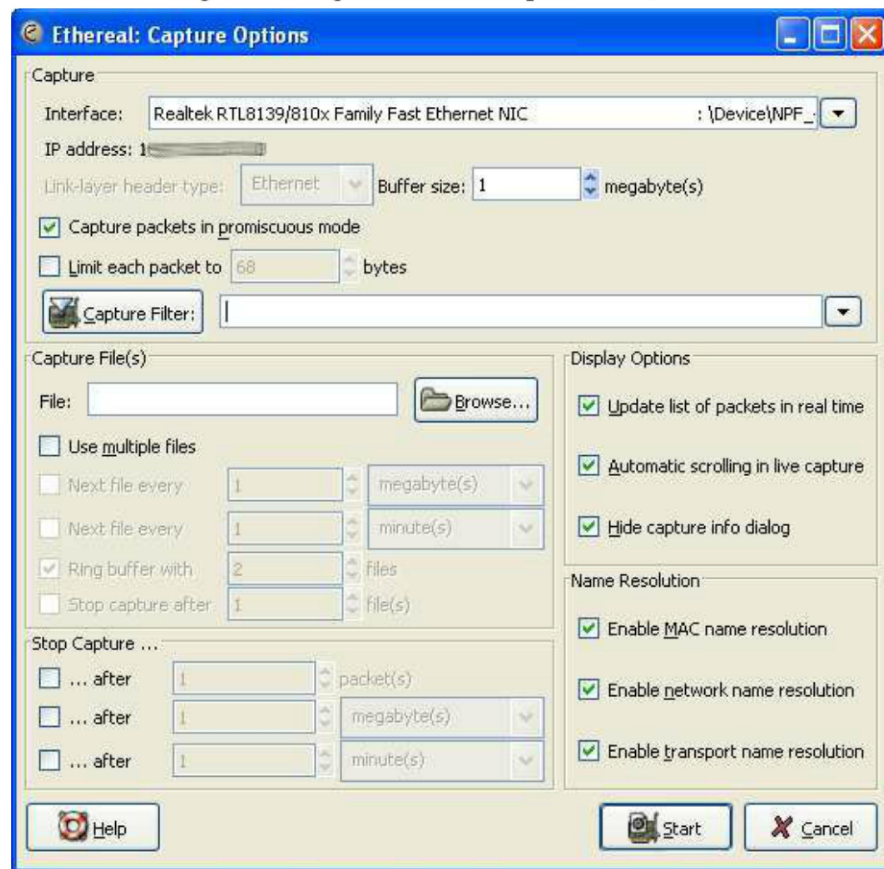 Ethereal: Capture Options
Capture
Interface: Realtek RTL8139/810x Family Fast Ethernet NIC : \Device\NPF_
IP address: 1
Link-layer header type: Ethernet Buffer size: 1 megabyte(s)
Capture packets in promiscuous mode
Limit each packet to 68 bytes
Capture Filter:
Capture File(s)
File: Browse...
Use multiple files
Next file every 1 megabyte(s)
Next file every 1 minute(s)
Ring buffer with 2 files
Stop capture after 1 file(s)
Stop Capture ...
... after 1 packet(s)
... after 1 megabyte(s)
... after 1 minute(s)
Display Options
Update list of packets in real time
Automatic scrolling in live capture
Hide capture info dialog
Name Resolution
Enable MAC name resolution
Enable network name resolution
Enable transport name resolution
Help
Start
Cancel